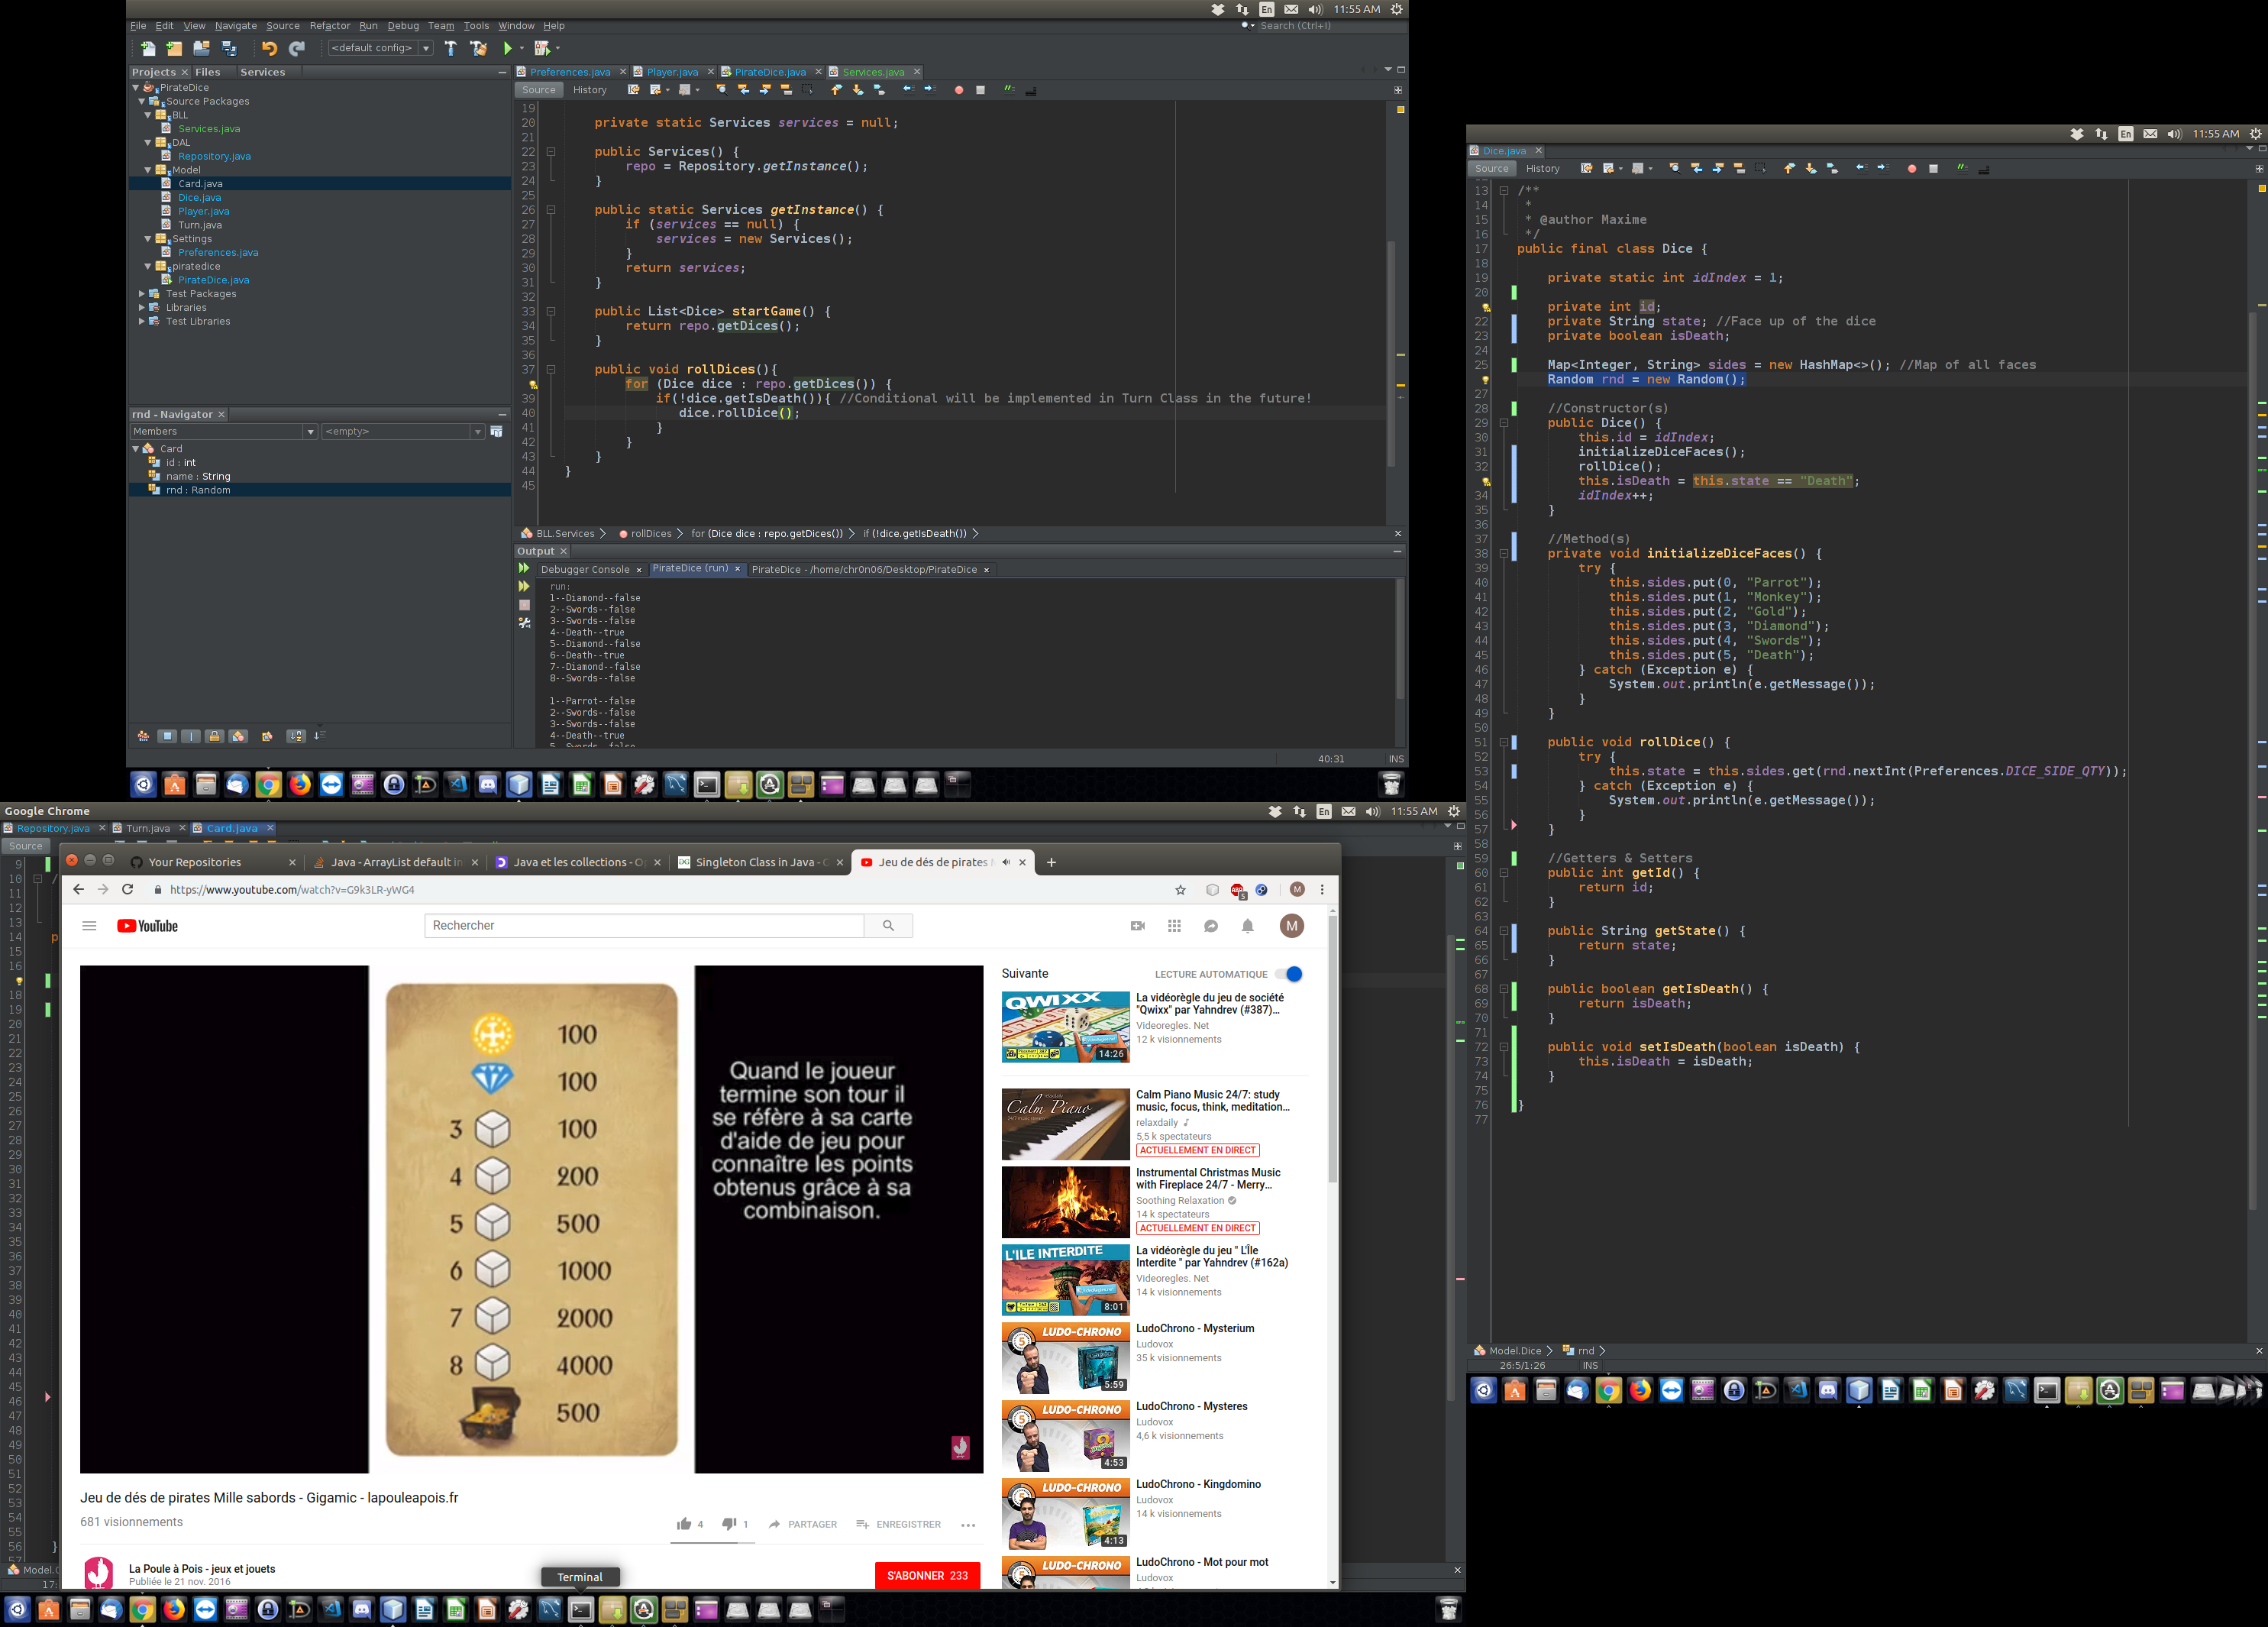 11:55 AM
File Edit View Navigate Source Refactor Run Debug Team Tools Window Help
Search (Ctrl+I)
<default config>
Projects Files Services
PirateDice
Source Packages
BLL
Services.java
DAL
Repository.java
Model
Card.java
Dice.java
Player.java
Turn.java
Settings
Preferences.java
piratedice
PirateDice.java
Test Packages
Libraries
Test Libraries
rnd - Navigator
Members <empty>
Card
id : int
name : String
rnd : Random
Preferences.java Player.java PirateDice.java Services.java
Source History
19
20 private static Services services = null;
21
22 public Services() {
23 repo = Repository.getInstance();
24 }
25
26 public static Services getInstance() {
27 if (services == null) {
28 services = new Services();
29 }
30 return services;
31 }
32
33 public List<Dice> startGame() {
34 return repo.getDices();
35 }
36
37 public void rollDices(){
for (Dice dice : repo.getDices()) {
39 if(!dice.getIsDeath()){ //Conditional will be implemented in Turn Class in the future!
40 dice.rollDice();
41 }
42 }
43 }
44 }
45
BLL.Services rollDices for (Dice dice : repo.getDices()) if (!dice.getIsDeath())
Output
Debugger Console PirateDice (run) PirateDice - /home/chr0n06/Desktop/PirateDice
run:
1--Diamond--false
2--Swords--false
3--Swords--false
4--Death--true
5--Diamond--false
6--Death--true
7--Diamond--false
8--Swords--false
1--Parrot--false
2--Swords--false
3--Swords--false
4--Death--true
5--Swords--false
40:31 INS
En 11:55 AM
Dice.java
Source History
13 /**
14 *
15 * @author Maxime
16 */
17 public final class Dice {
18
19 private static int idIndex = 1;
20
private int id;
22 private String state; //Face up of the dice
23 private boolean isDeath;
24
25 Map<Integer, String> sides = new HashMap<>(); //Map of all faces
Random rnd = new Random();
27
28 //Constructor(s)
29 public Dice() {
30 this.id = idIndex;
31 initializeDiceFaces();
32 rollDice();
this.isDeath = this.state == "Death";
34 idIndex++;
35 }
36
37 //Method(s)
38 private void initializeDiceFaces() {
39 try {
40 this.sides.put(0, "Parrot");
41 this.sides.put(1, "Monkey");
42 this.sides.put(2, "Gold");
43 this.sides.put(3, "Diamond");
44 this.sides.put(4, "Swords");
45 this.sides.put(5, "Death");
46 } catch (Exception e) {
47 System.out.println(e.getMessage());
48 }
49 }
50
51 public void rollDice() {
52 try {
53 this.state = this.sides.get(rnd.nextInt(Preferences.DICE_SIDE_QTY));
54 } catch (Exception e) {
55 System.out.println(e.getMessage());
56 }
57 }
58
59 //Getters & Setters
60 public int getId() {
61 return id;
62 }
63
64 public String getState() {
65 return state;
66 }
67
68 public boolean getIsDeath() {
69 return isDeath;
70 }
71
72 public void setIsDeath(boolean isDeath) {
73 this.isDeath = isDeath;
74 }
75
76 }
77
Model.Dice rnd
26:5/1:26 INS
Google Chrome
En 11:55 AM
Repository.java Turn.java Card.java
Source
Your Repositories Java - ArrayList default in Java et les collections - O Singleton Class in Java - Jeu de dés de pirates
https://www.youtube.com/watch?v=G9k3LR-yWG4
YouTube
Rechercher
M
100
100
3 100
4 200
5 500
6 1000
7 2000
8 4000
500
Quand le joueur
termine son tour il
se réfère à sa carte
d'aide de jeu pour
connaître les points
obtenus grâce à sa
combinaison.
Jeu de dés de pirates Mille sabords - Gigamic - lapouleapois.fr
681 visionnements
4 1 PARTAGER ENREGISTRER
La Poule à Pois - jeux et jouets
Publiée le 21 nov. 2016
S'ABONNER 233
Suivante
LECTURE AUTOMATIQUE
QWIXX
14:26
La vidéorègle du jeu de société
"Qwixx" par Yahndrev (#387)...
Videoregles. Net
12 k visionnements
Calm Piano
Calm Piano Music 24/7: study
music, focus, think, meditation...
relaxdaily
5,5 k spectateurs
ACTUELLEMENT EN DIRECT
Instrumental Christmas Music
with Fireplace 24/7 - Merry...
Soothing Relaxation
14 k spectateurs
ACTUELLEMENT EN DIRECT
L'ILE INTERDITE
8:01
La vidéorègle du jeu " L'Île
Interdite " par Yahndrev (#162a)
Videoregles. Net
14 k visionnements
LUDO-CHRONO
5:59
LudoChrono - Mysterium
Ludovox
35 k visionnements
LUDO-CHRONO
4:53
LudoChrono - Mysteres
Ludovox
4,6 k visionnements
LUDO-CHRONO
4:13
LudoChrono - Kingdomino
Ludovox
14 k visionnements
LUDO-CHRONO
LudoChrono - Mot pour mot
Ludovox
Terminal